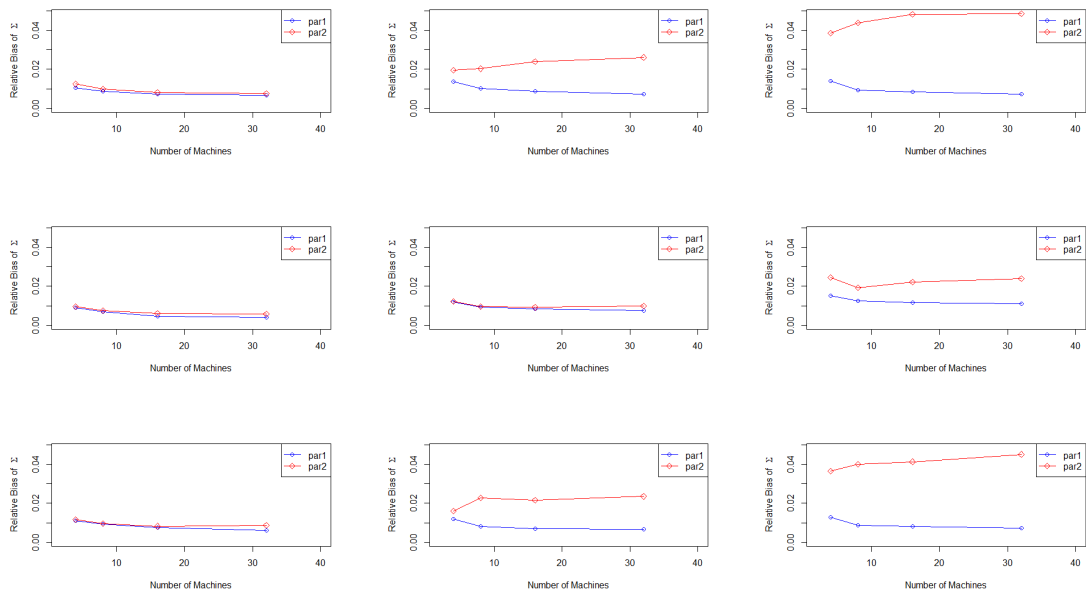 Relative Bias of Σ
0.00 0.02 0.04
10 20 30 40
Number of Machines
par1
par2
Relative Bias of Σ
0.00 0.02 0.04
10 20 30 40
Number of Machines
par1
par2
Relative Bias of Σ
0.00 0.02 0.04
10 20 30 40
Number of Machines
par1
par2
Relative Bias of Σ
0.00 0.02 0.04
10 20 30 40
Number of Machines
par1
par2
Relative Bias of Σ
0.00 0.02 0.04
10 20 30 40
Number of Machines
par1
par2
Relative Bias of Σ
0.00 0.02 0.04
10 20 30 40
Number of Machines
par1
par2
Relative Bias of Σ
0.00 0.02 0.04
10 20 30 40
Number of Machines
par1
par2
Relative Bias of Σ
0.00 0.02 0.04
10 20 30 40
Number of Machines
par1
par2
Relative Bias of Σ
0.00 0.02 0.04
10 20 30 40
Number of Machines
par1
par2